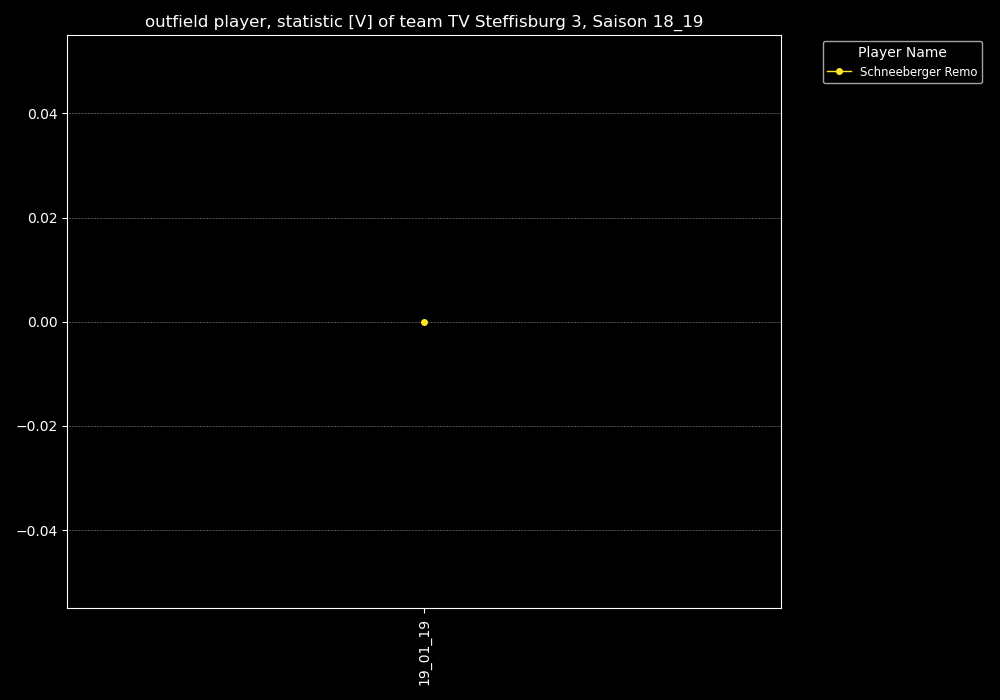 outfield player, statistic [V] of team TV Steffisburg 3, Saison 18_19
Player Name
Schneeberger Remo
0.04
0.02
0.00
−0.02
−0.04
19_01_19